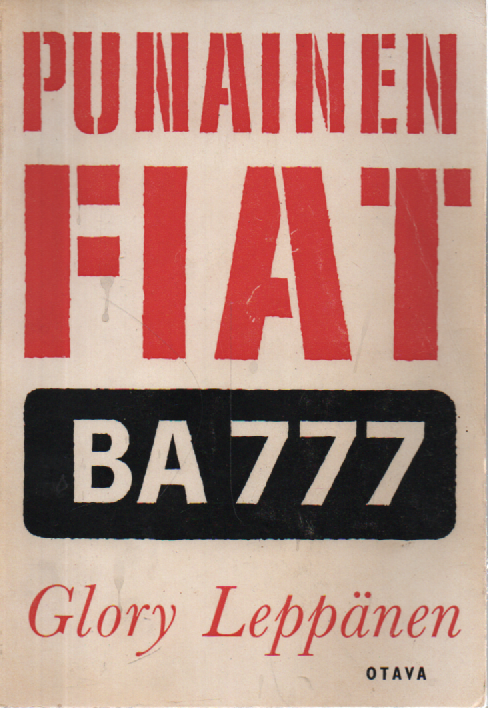 PUNAINEN
FIAT
BA 777
Glory Leppänen
OTAVA